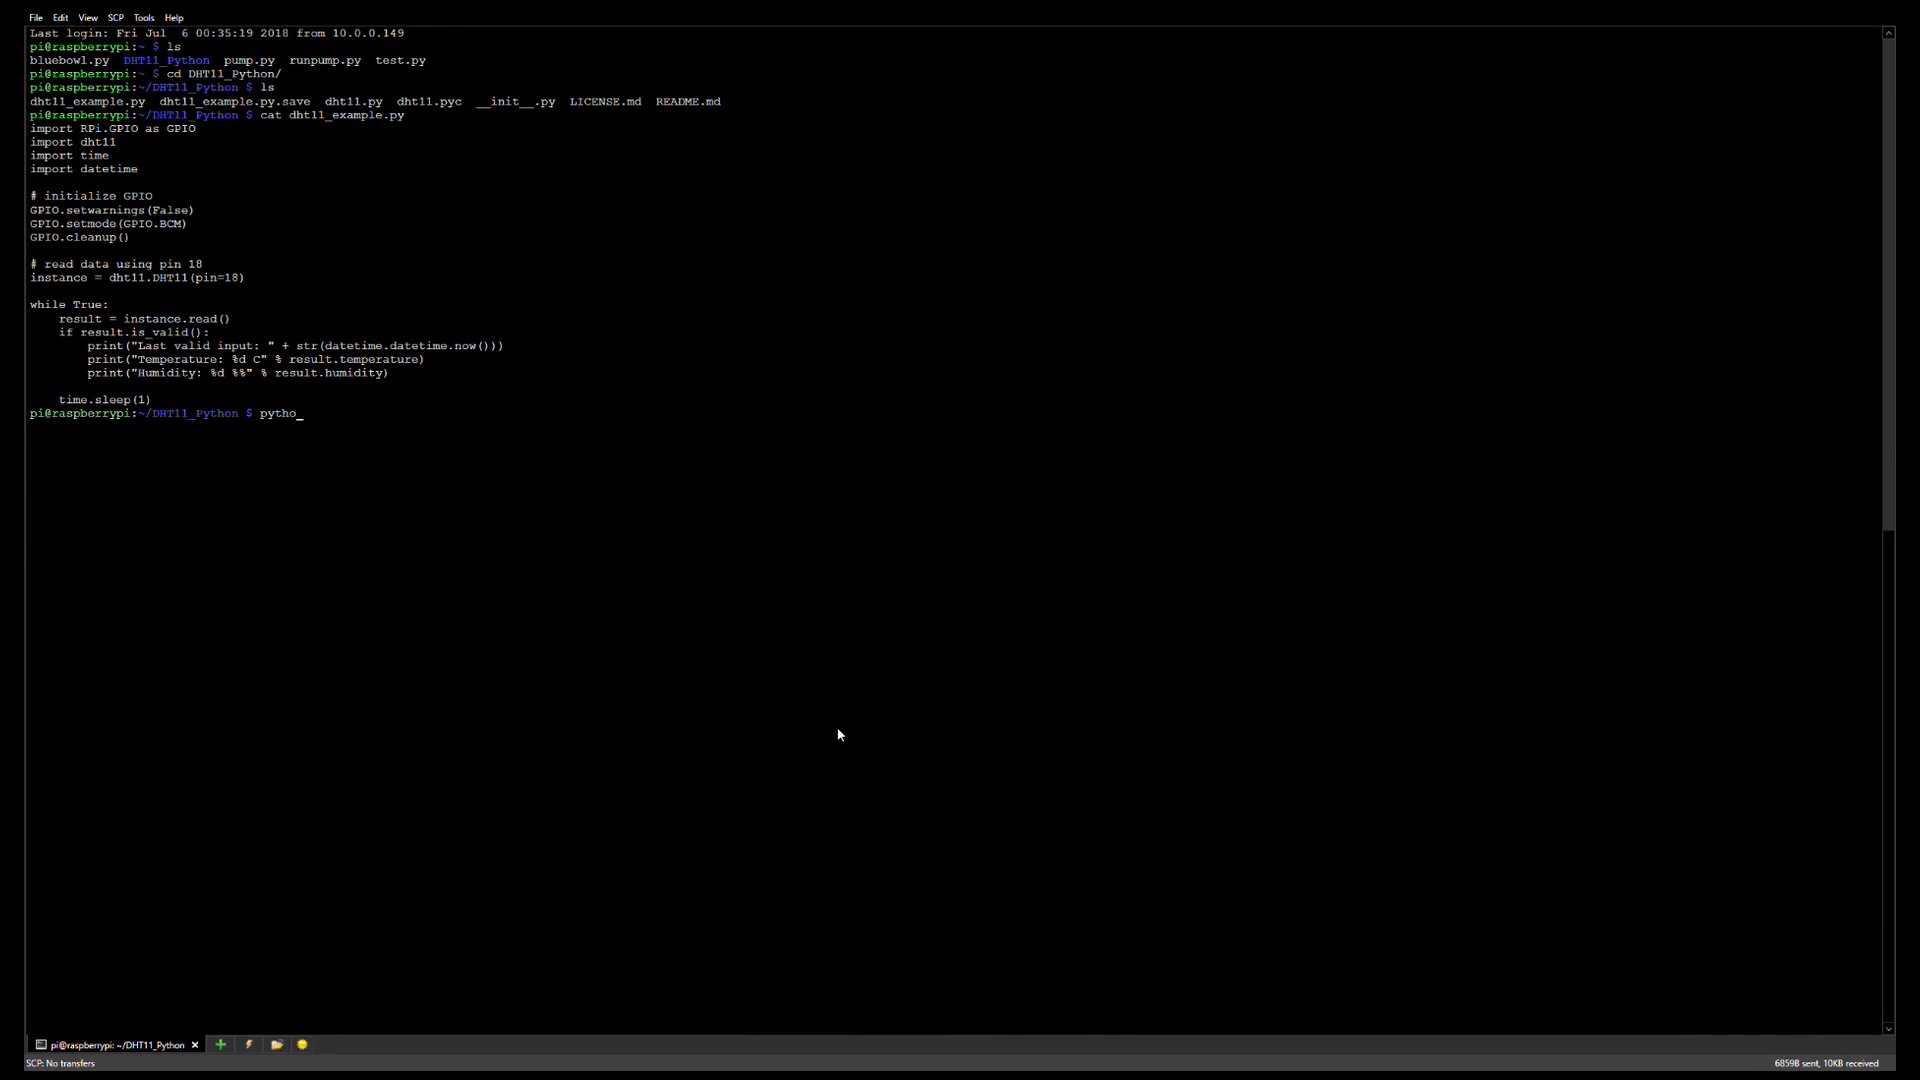 File Edit View SCP Tools Help
Last login: Fri Jul  6 00:35:19 2018 from 10.0.0.149
pi@raspberrypi:~ $ ls
bluebowl.py  DHT11_Python  pump.py  runpump.py  test.py
pi@raspberrypi:~ $ cd DHT11_Python/
pi@raspberrypi:~/DHT11_Python $ ls
dht11_example.py  dht11_example.py.save  dht11.py  dht11.pyc  __init__.py  LICENSE.md  README.md
pi@raspberrypi:~/DHT11_Python $ cat dht11_example.py
import RPi.GPIO as GPIO
import dht11
import time
import datetime
# initialize GPIO
GPIO.setwarnings(False)
GPIO.setmode(GPIO.BCM)
GPIO.cleanup()
# read data using pin 18
instance = dht11.DHT11(pin=18)
while True:
    result = instance.read()
    if result.is_valid():
        print("Last valid input: " + str(datetime.datetime.now()))
        print("Temperature: %d C" % result.temperature)
        print("Humidity: %d %%" % result.humidity)
    time.sleep(1)
pi@raspberrypi:~/DHT11_Python $ pytho_
pi@raspberrypi: ~/DHT11_Python
SCP: No transfers
6859B sent, 10KB received